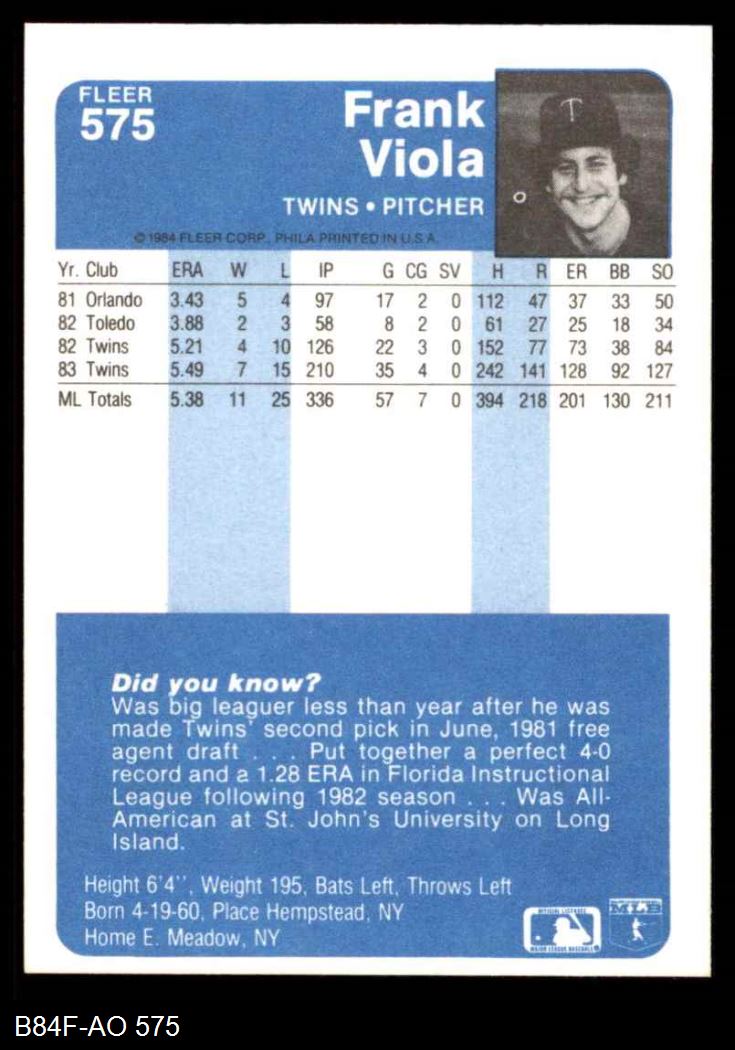 FLEER
575
Frank
Viola
TWINS • PITCHER
© 1984 FLEER CORP., PHILA PRINTED IN U.S.A.
T
Yr. Club ERA W L IP G CG SV H R ER BB SO
81 Orlando 3.43 5 4 97 17 2 0 112 47 37 33 50
82 Toledo 3.88 2 3 58 8 2 0 61 27 25 18 34
82 Twins 5.21 4 10 126 22 3 0 152 77 73 38 84
83 Twins 5.49 7 15 210 35 4 0 242 141 128 92 127
ML Totals 5.38 11 25 336 57 7 0 394 218 201 130 211
Did you know?
Was big leaguer less than year after he was
made Twins' second pick in June, 1981 free
agent draft . . . Put together a perfect 4-0
record and a 1.28 ERA in Florida Instructional
League following 1982 season . . . Was All-
American at St. John's University on Long
Island.
Height 6'4'', Weight 195, Bats Left, Throws Left
Born 4-19-60, Place Hempstead, NY
Home E. Meadow, NY
OFFICIAL LICENSEE
MAJOR LEAGUE BASEBALL
B84F-AO 575